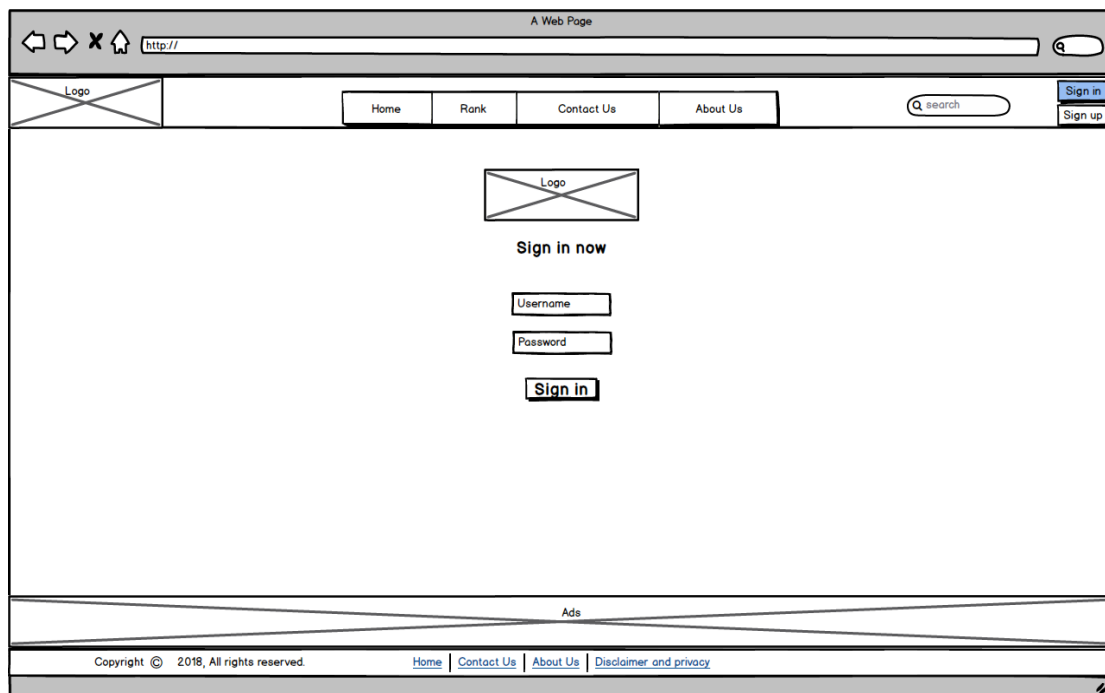 A Web Page
http://
Logo
Home Rank Contact Us About Us
search
Sign in
Sign up
Logo
Sign in now
Username
Password
Sign in
Ads
Copyright © 2018, All rights reserved. Home Contact Us About Us Disclaimer and privacy